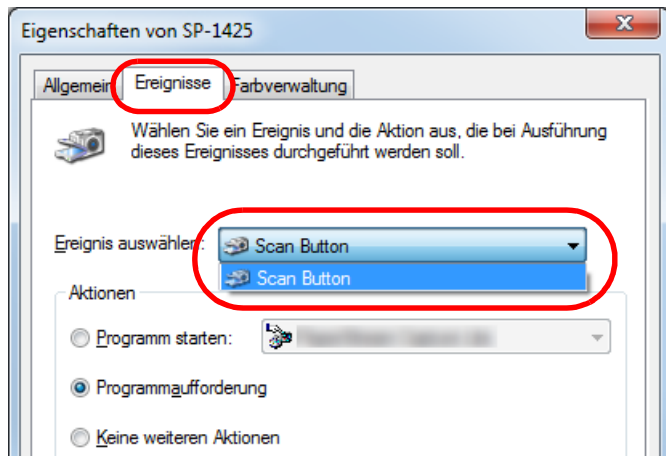 Eigenschaften von SP-1425
Allgemein Ereignisse Farbverwaltung
Wählen Sie ein Ereignis und die Aktion aus, die bei Ausführung
dieses Ereignisses durchgeführt werden soll.
Ereignis auswählen: Scan Button
Scan Button
Aktionen
Programm starten:
Programmaufforderung
Keine weiteren Aktionen